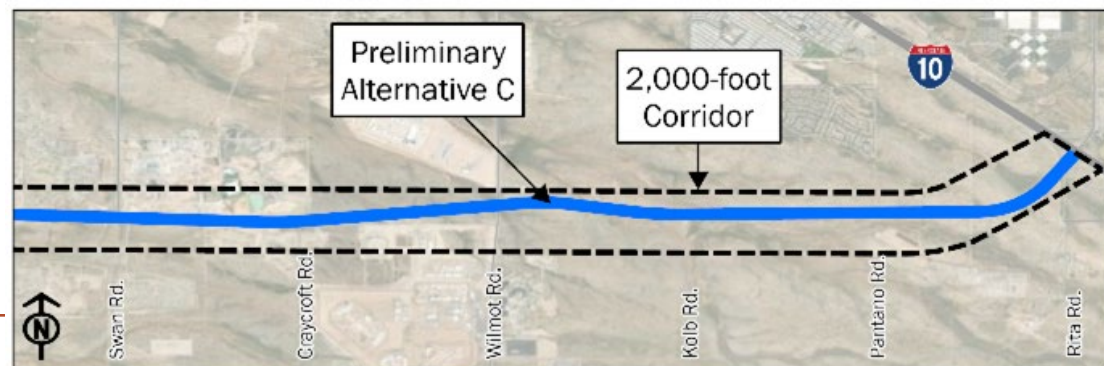 Preliminary
Alternative C
2,000-foot
Corridor
10
Swan Rd.
Craycroft Rd.
Wilmot Rd.
Kolb Rd.
Pantano Rd.
Rita Rd.
N